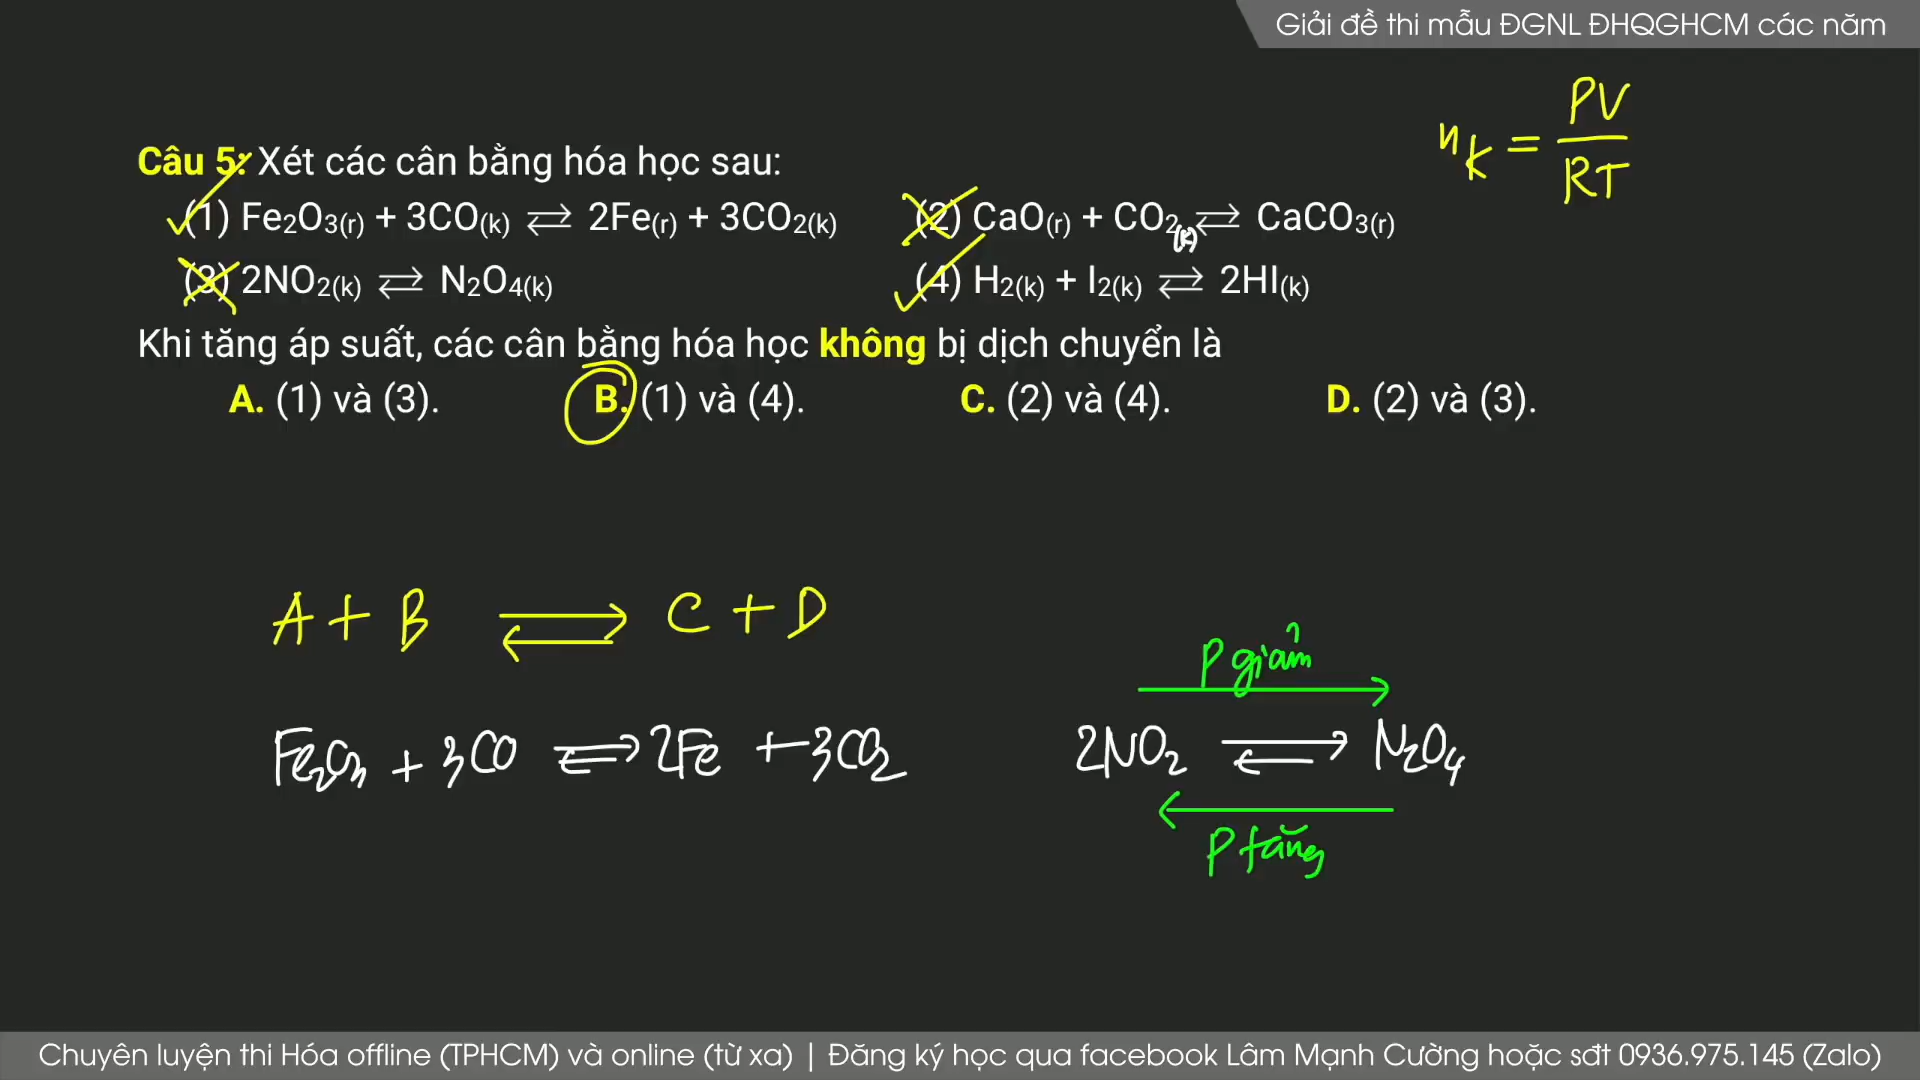 Giải đề thi mẫu ĐGNL ĐHQGHCM các năm
n_K = PV/RT
Câu 5: Xét các cân bằng hóa học sau:
(1) Fe₂O₃(r) + 3CO(k) ⇄ 2Fe(r) + 3CO₂(k) (2) CaO(r) + CO₂(k) ⇄ CaCO₃(r)
(3) 2NO₂(k) ⇄ N₂O₄(k) (4) H₂(k) + I₂(k) ⇄ 2HI(k)
Khi tăng áp suất, các cân bằng hóa học không bị dịch chuyển là
A. (1) và (3). B. (1) và (4). C. (2) và (4). D. (2) và (3).
A + B ⇄ C + D
P giảm
Fe₂O₃ + 3CO ⇄ 2Fe + 3CO₂ 2NO₂ ⇄ N₂O₄
P tăng
Chuyên luyện thi Hóa offline (TPHCM) và online (từ xa) | Đăng ký học qua facebook Lâm Mạnh Cường hoặc sđt 0936.975.145 (Zalo)